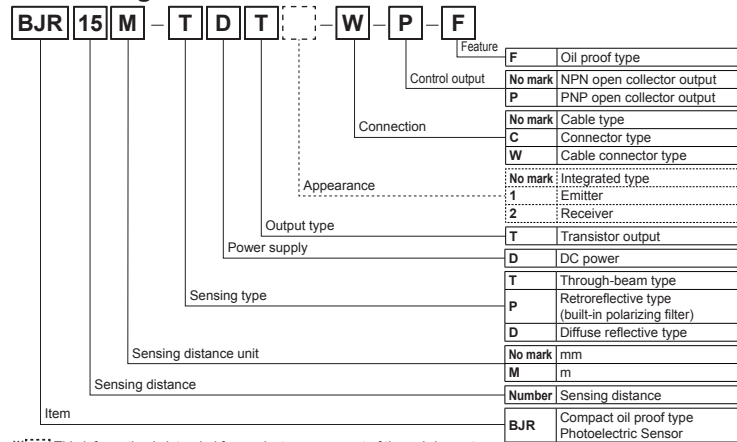 BJR 15 M - T D T - W - P - F
Feature
F Oil proof type
Control output
No mark NPN open collector output
P PNP open collector output
Connection
No mark Cable type
C Connector type
W Cable connector type
Appearance
No mark Integrated type
1 Emitter
2 Receiver
Output type
T Transistor output
Power supply
D DC power
Sensing type
T Through-beam type
P Retroreflective type
(built-in polarizing filter)
D Diffuse reflective type
Sensing distance unit
No mark mm
M m
Sensing distance
Number Sensing distance
Item
BJR Compact oil proof type
Photoelectric Sensor